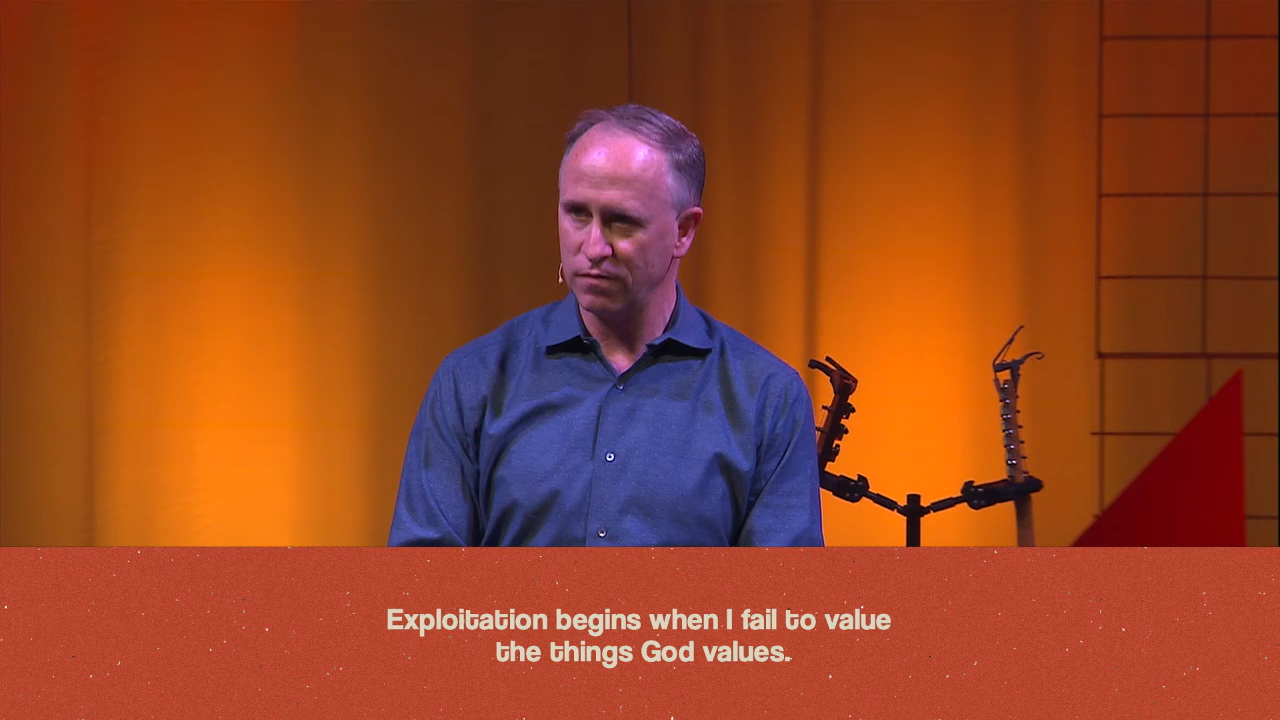 Exploitation begins when I fail to value
the things God values.